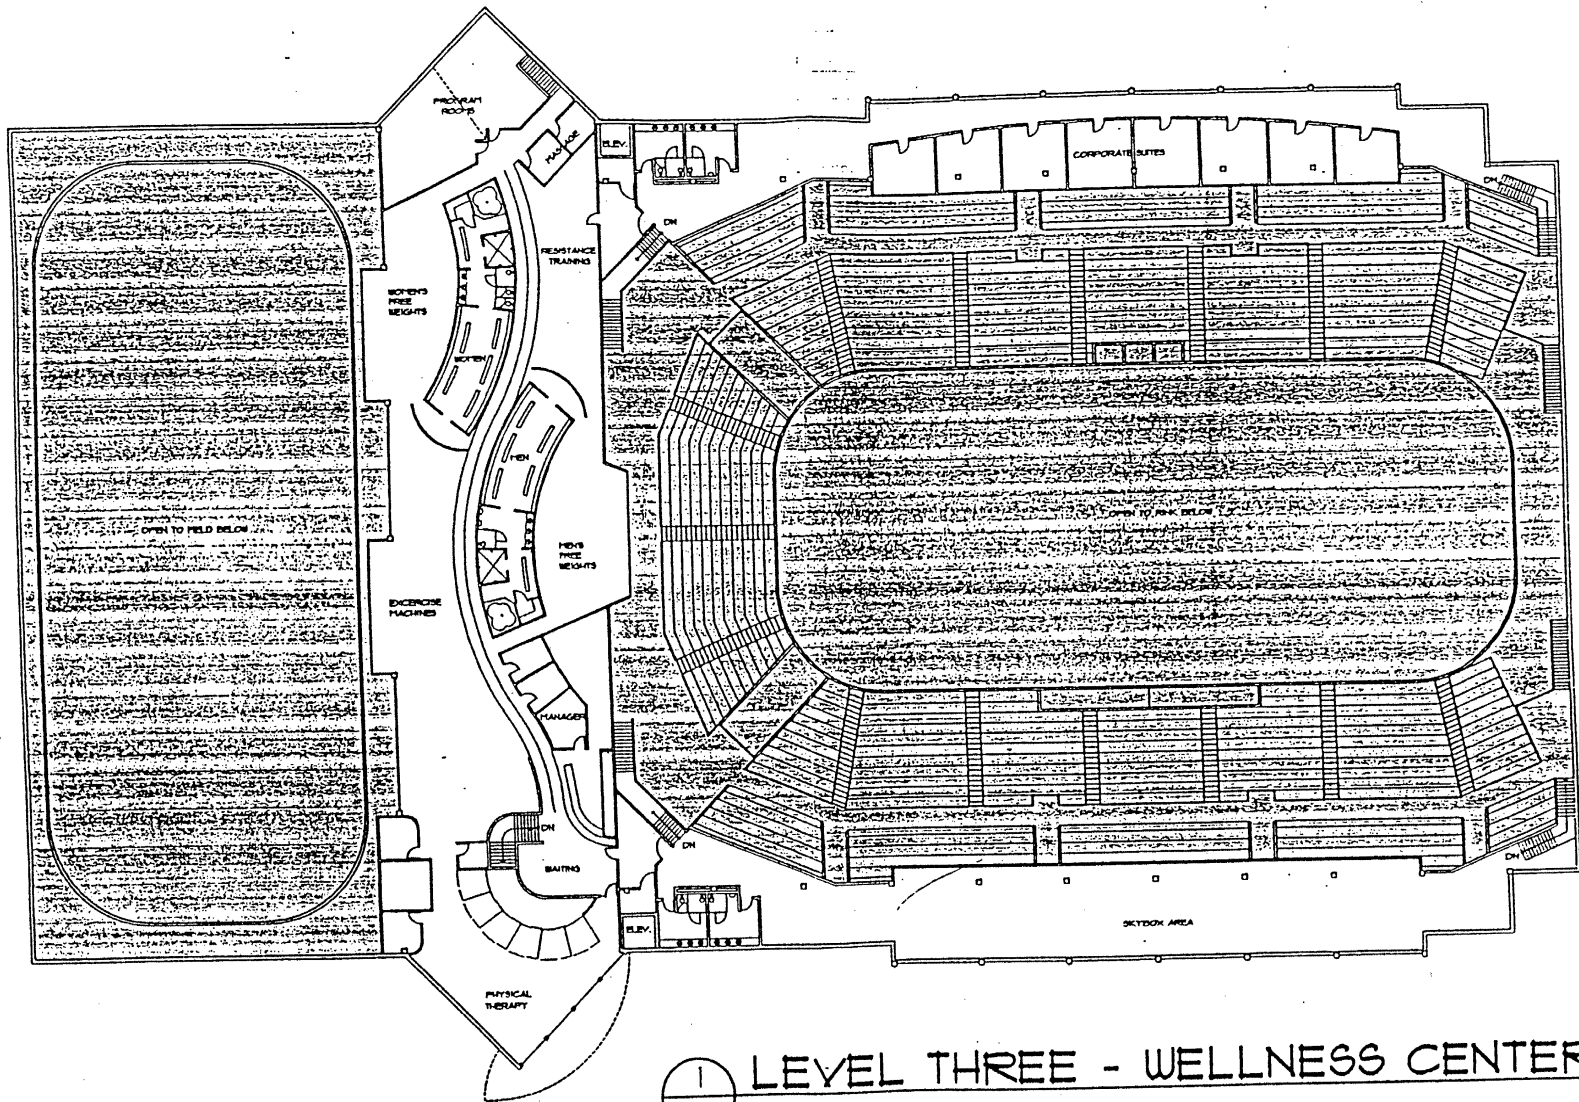 PROGRAM
ROOMS
MASSAGE
ELEV.
CORPORATE SUITES
DN
DN
RESISTANCE
TRAINING
WOMEN'S
FREE
WEIGHTS
WOMEN
MEN
OPEN TO FIELD BELOW
OPEN TO RINK BELOW
MEN'S
FREE
WEIGHTS
EXCERCISE
MACHINES
MANAGER
DN
WAITING
DN
DN
ELEV.
SKYBOX AREA
PHYSICAL
THERAPY
1
LEVEL THREE - WELLNESS CENTER